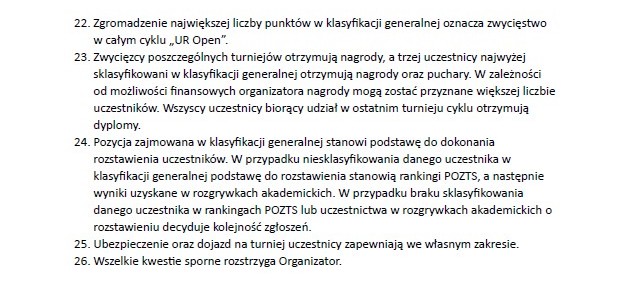 22. Zgromadzenie największej liczby punktów w klasyfikacji generalnej oznacza zwycięstwo
w całym cyklu „UR Open”.
23. Zwycięzcy poszczególnych turniejów otrzymują nagrody, a trzej uczestnicy najwyżej
sklasyfikowani w klasyfikacji generalnej otrzymują nagrody oraz puchary. W zależności
od możliwości finansowych organizatora nagrody mogą zostać przyznane większej liczbie
uczestników. Wszyscy uczestnicy biorący udział w ostatnim turnieju cyklu otrzymują
dyplomy.
24. Pozycja zajmowana w klasyfikacji generalnej stanowi podstawę do dokonania
rozstawienia uczestników. W przypadku niesklasyfikowania danego uczestnika w
klasyfikacji generalnej podstawę do rozstawienia stanowią rankingi POZTS, a następnie
wyniki uzyskane w rozgrywkach akademickich. W przypadku braku sklasyfikowania
danego uczestnika w rankingach POZTS lub uczestnictwa w rozgrywkach akademickich o
rozstawieniu decyduje kolejność zgłoszeń.
25. Ubezpieczenie oraz dojazd na turniej uczestnicy zapewniają we własnym zakresie.
26. Wszelkie kwestie sporne rozstrzyga Organizator.